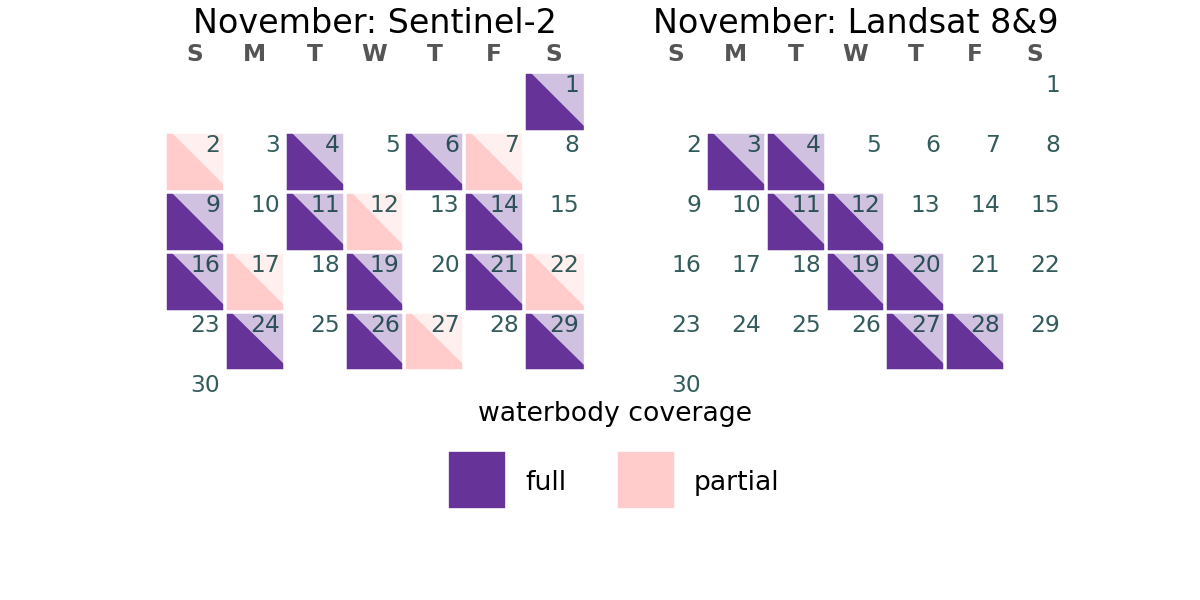 November: Sentinel-2
S M T W T F S
1
2 3 4 5 6 7 8
9 10 11 12 13 14 15
16 17 18 19 20 21 22
23 24 25 26 27 28 29
30
November: Landsat 8&9
S M T W T F S
1
2 3 4 5 6 7 8
9 10 11 12 13 14 15
16 17 18 19 20 21 22
23 24 25 26 27 28 29
30
waterbody coverage
full
partial